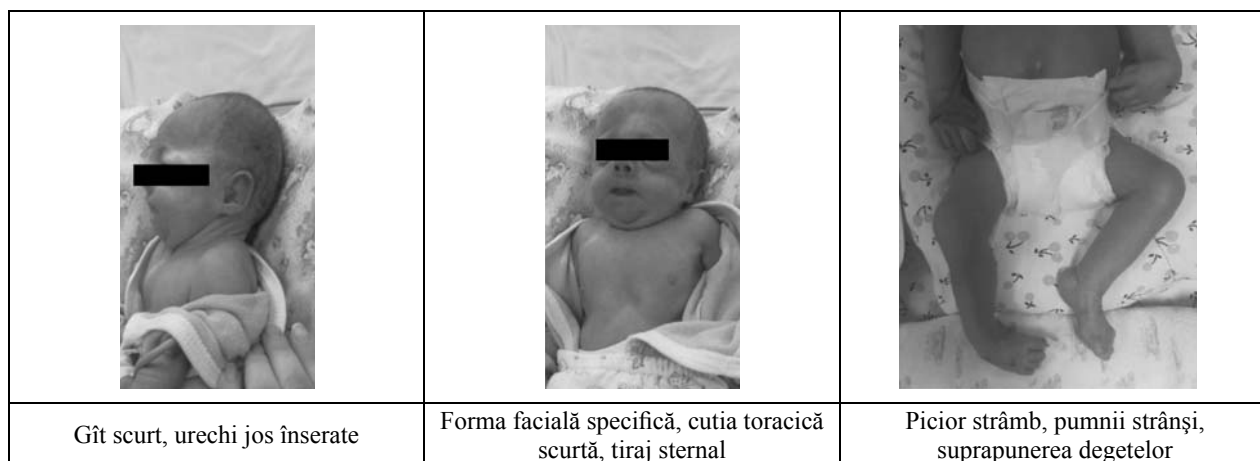 Gît scurt, urechi jos înserate
Forma facială specifică, cutia toracică
scurtă, tiraj sternal
Picior strâmb, pumnii strânşi,
suprapunerea degetelor